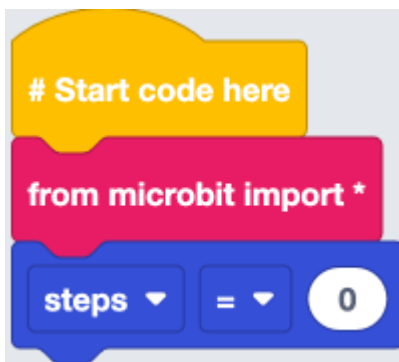 # Start code here
from microbit import *
steps = 0